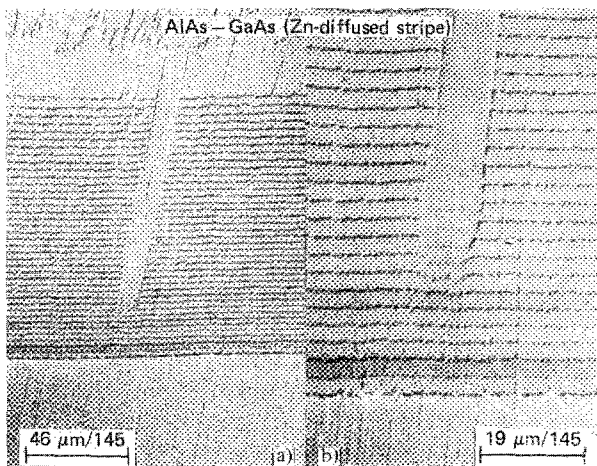 AlAs – GaAs (Zn-diffused stripe)
46 μm/145
a)
b)
19 μm/145